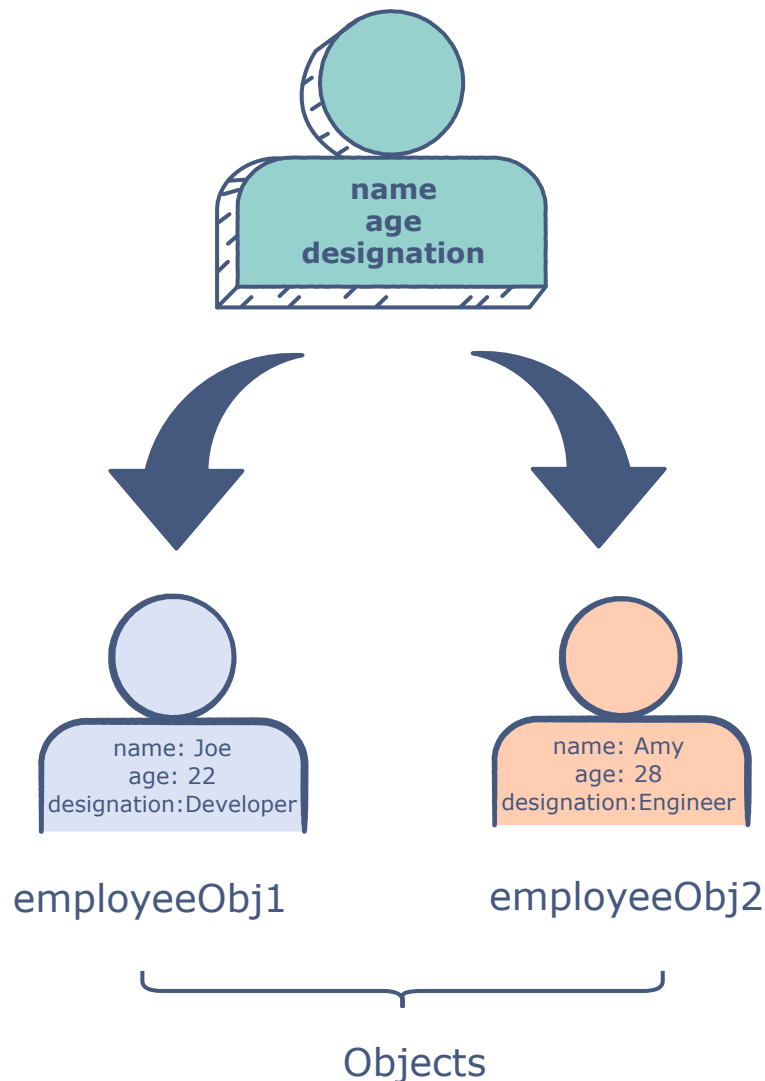 name
age
designation
name: Joe
age: 22
designation:Developer
employeeObj1
name: Amy
age: 28
designation:Engineer
employeeObj2
Objects